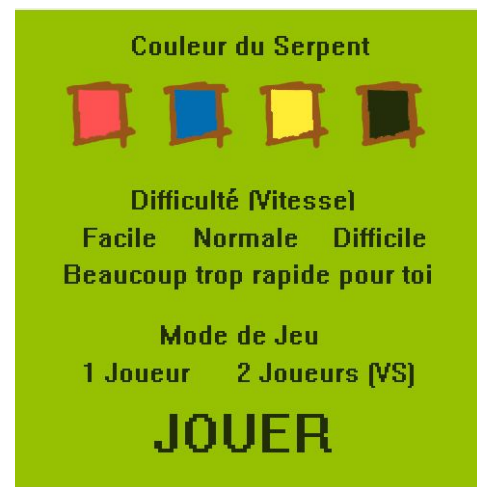 Couleur du Serpent
Difficulté (Vitesse)
Facile Normale Difficile
Beaucoup trop rapide pour toi
Mode de Jeu
1 Joueur 2 Joueurs (VS)
JOUER